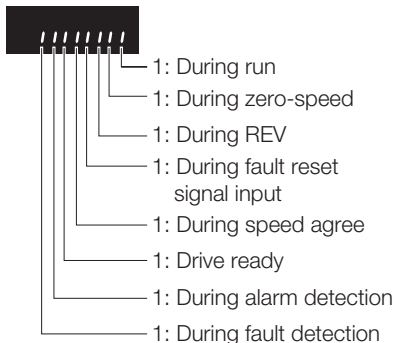 11111111
1: During run
1: During zero-speed
1: During REV
1: During fault reset
signal input
1: During speed agree
1: Drive ready
1: During alarm detection
1: During fault detection